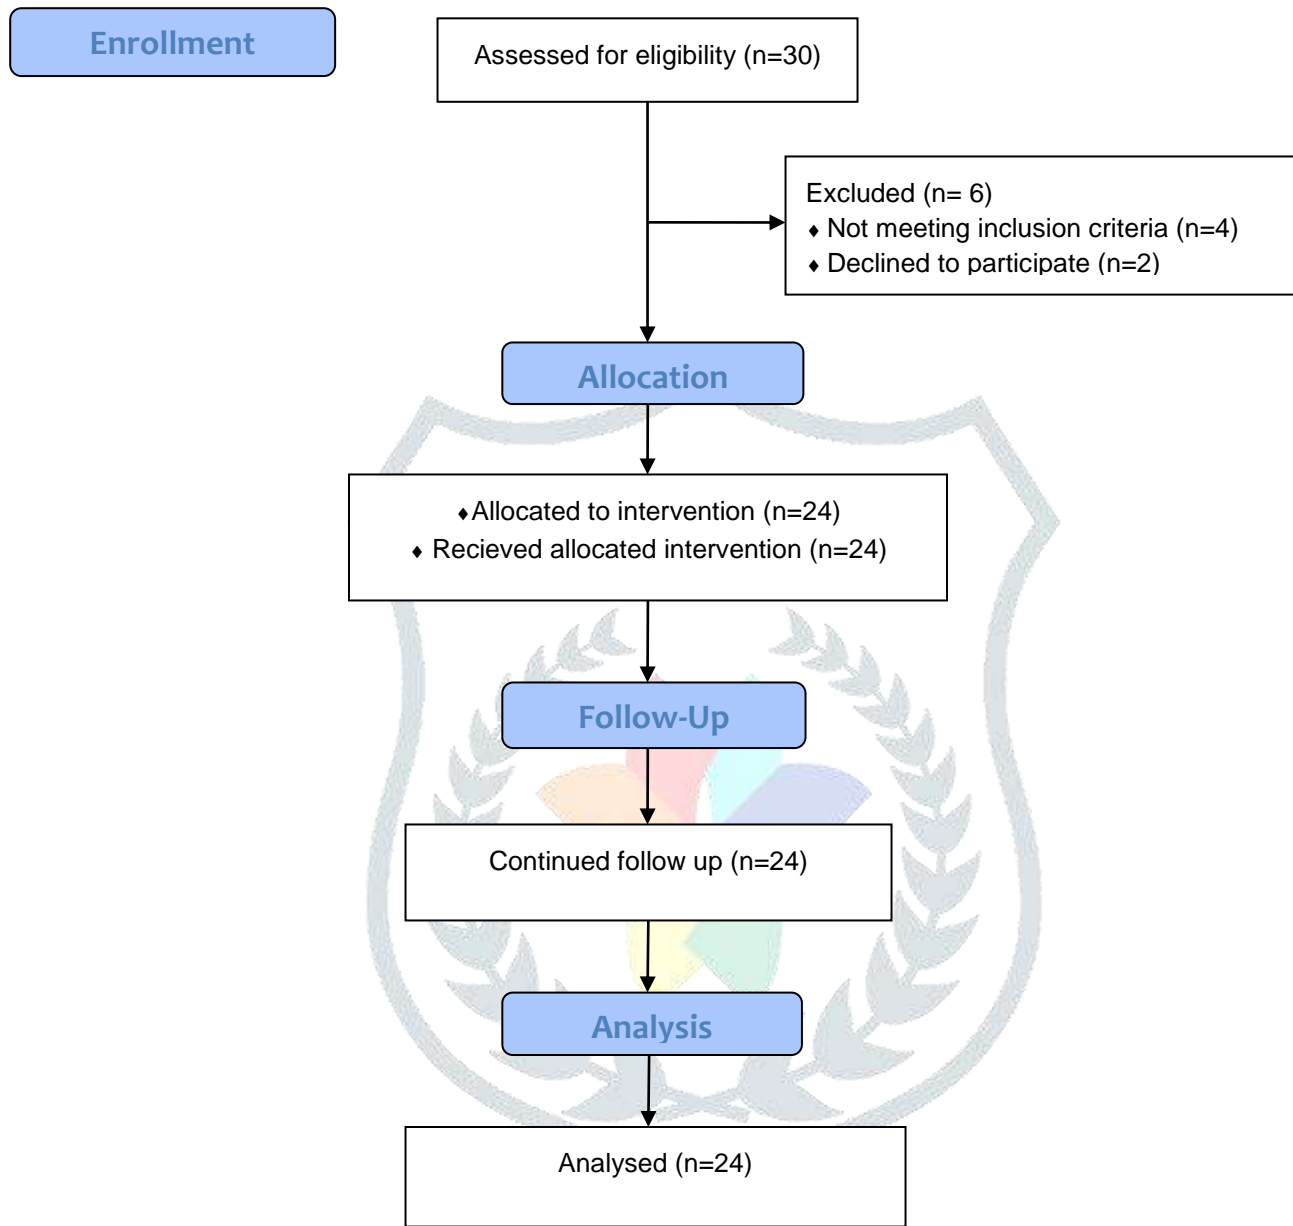 Enrollment
Assessed for eligibility (n=30)
Excluded (n= 6)
♦ Not meeting inclusion criteria (n=4)
♦ Declined to participate (n=2)
Allocation
♦Allocated to intervention (n=24)
♦ Recieved allocated intervention (n=24)
Follow-Up
Continued follow up (n=24)
Analysis
Analysed (n=24)